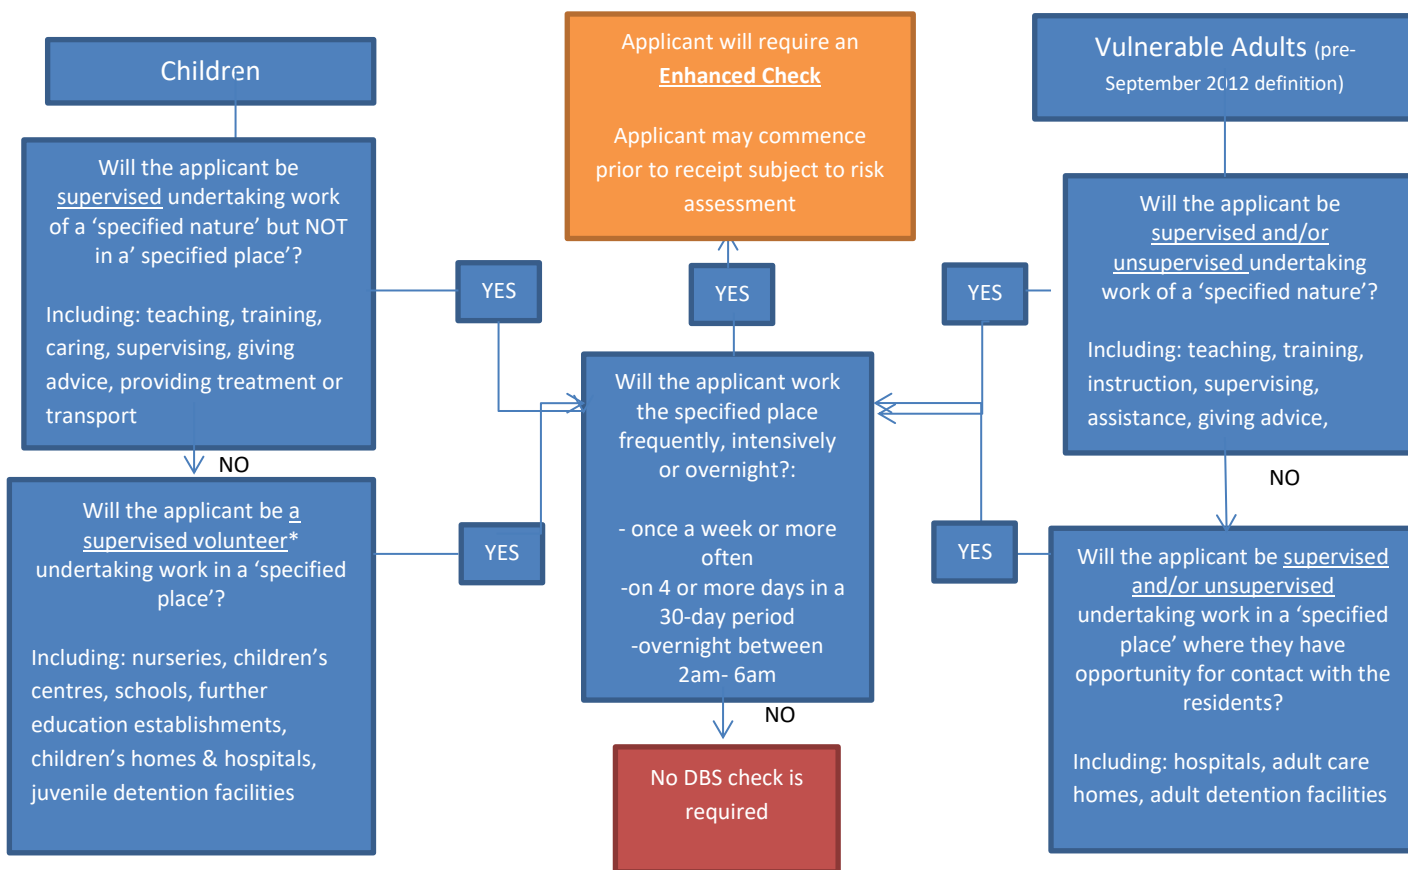 Children
Will the applicant be
supervised undertaking work
of a ‘specified nature’ but NOT
in a’ specified place’?
Including: teaching, training,
caring, supervising, giving
advice, providing treatment or
transport
YES
NO
Will the applicant be a
supervised volunteer*
undertaking work in a ‘specified
place’?
Including: nurseries, children’s
centres, schools, further
education establishments,
children’s homes & hospitals,
juvenile detention facilities
YES
Applicant will require an
Enhanced Check
Applicant may commence
prior to receipt subject to risk
assessment
YES
Will the applicant work
the specified place
frequently, intensively
or overnight?:
- once a week or more
often
-on 4 or more days in a
30-day period
-overnight between
2am- 6am
NO
No DBS check is
required
Vulnerable Adults (pre-
September 2012 definition)
Will the applicant be
supervised and/or
unsupervised undertaking
work of a ‘specified nature’?
Including: teaching, training,
instruction, supervising,
assistance, giving advice,
YES
NO
Will the applicant be supervised
and/or unsupervised
undertaking work in a ‘specified
place’ where they have
opportunity for contact with the
residents?
Including: hospitals, adult care
homes, adult detention facilities
YES